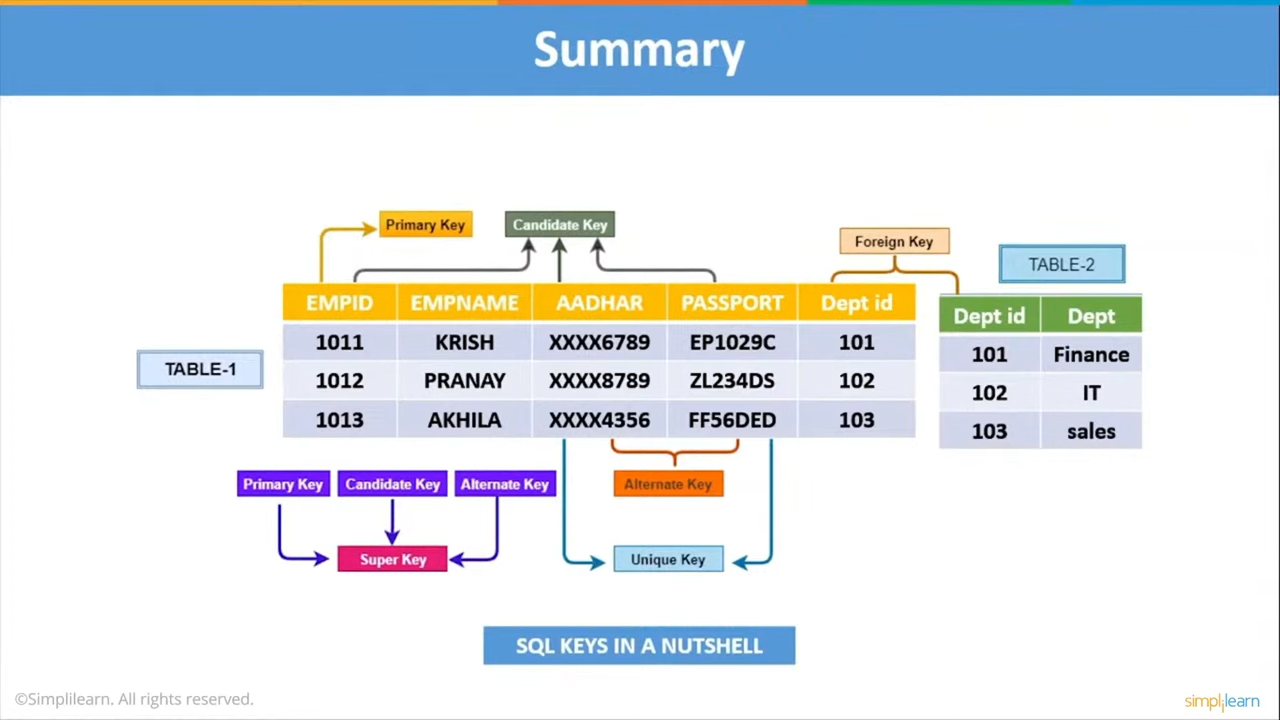 Summary
Primary Key
Candidate Key
Foreign Key
TABLE-2
EMPID EMPNAME AADHAR PASSPORT Dept id
Dept id Dept
1011 KRISH XXXX6789 EP1029C 101
101 Finance
TABLE-1
1012 PRANAY XXXX8789 ZL234DS 102
102 IT
1013 AKHILA XXXX4356 FF56DED 103
103 sales
Primary Key
Candidate Key
Alternate Key
Alternate Key
Super Key
Unique Key
SQL KEYS IN A NUTSHELL
©Simplilearn. All rights reserved.
simplilearn